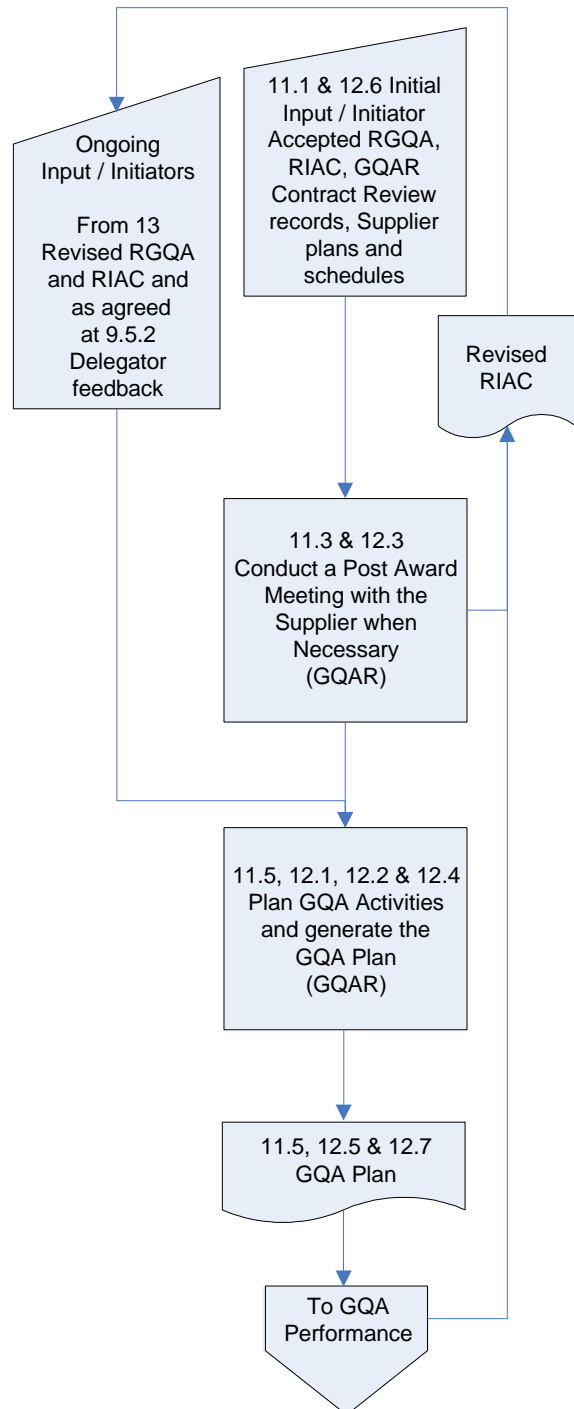 Ongoing
Input / Initiators
From 13
Revised RGQA
and RIAC and
as agreed
at 9.5.2
Delegator
feedback
11.1 & 12.6 Initial
Input / Initiator
Accepted RGQA,
RIAC, GQAR
Contract Review
records, Supplier
plans and
schedules
Revised
RIAC
11.3 & 12.3
Conduct a Post Award
Meeting with the
Supplier when
Necessary
(GQAR)
11.5, 12.1, 12.2 & 12.4
Plan GQA Activities
and generate the
GQA Plan
(GQAR)
11.5, 12.5 & 12.7
GQA Plan
To GQA
Performance